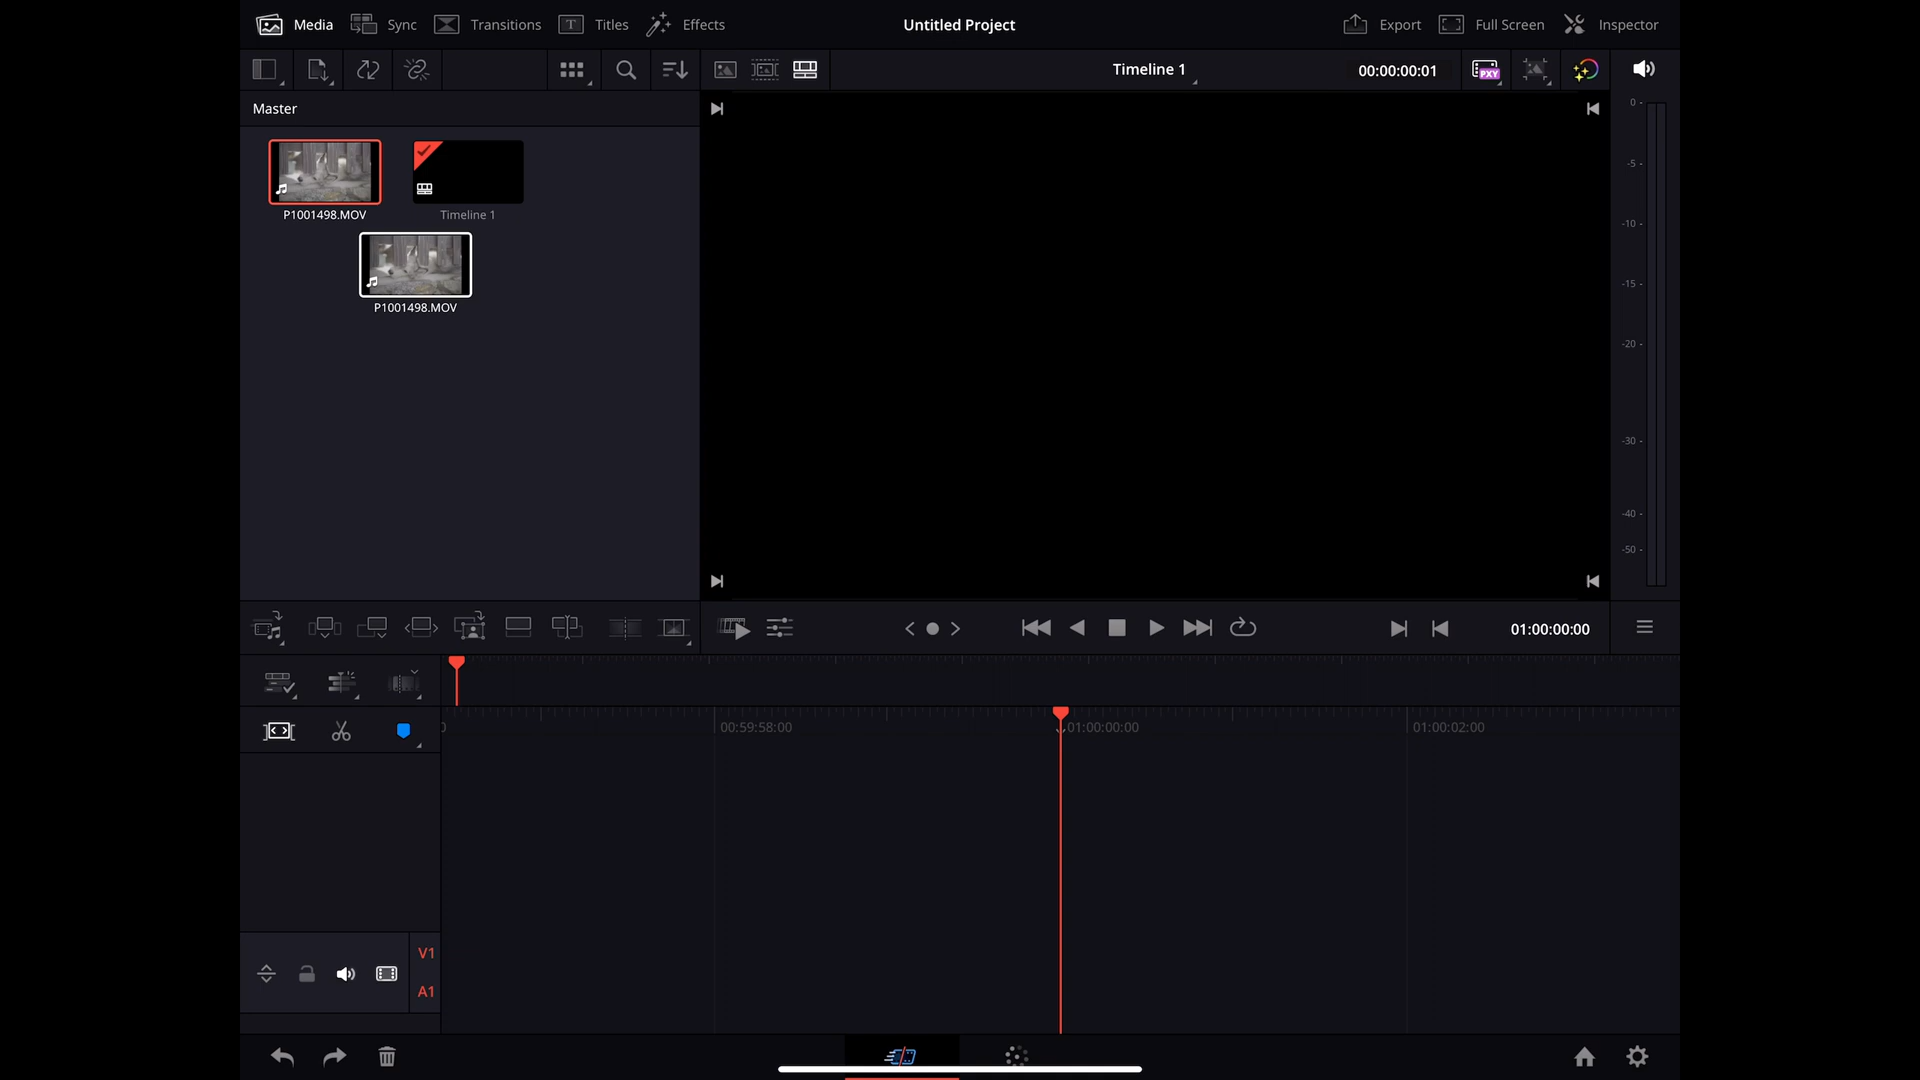 Media Sync Transitions Titles Effects Untitled Project Export Full Screen Inspector
Timeline 1 00:00:00:01 PXY
Master
P1001498.MOV Timeline 1
P1001498.MOV
0
-5
-10
-15
-20
-30
-40
-50
01:00:00:00
0 00:59:58:00 01:00:00:00 01:00:02:00
V1
A1